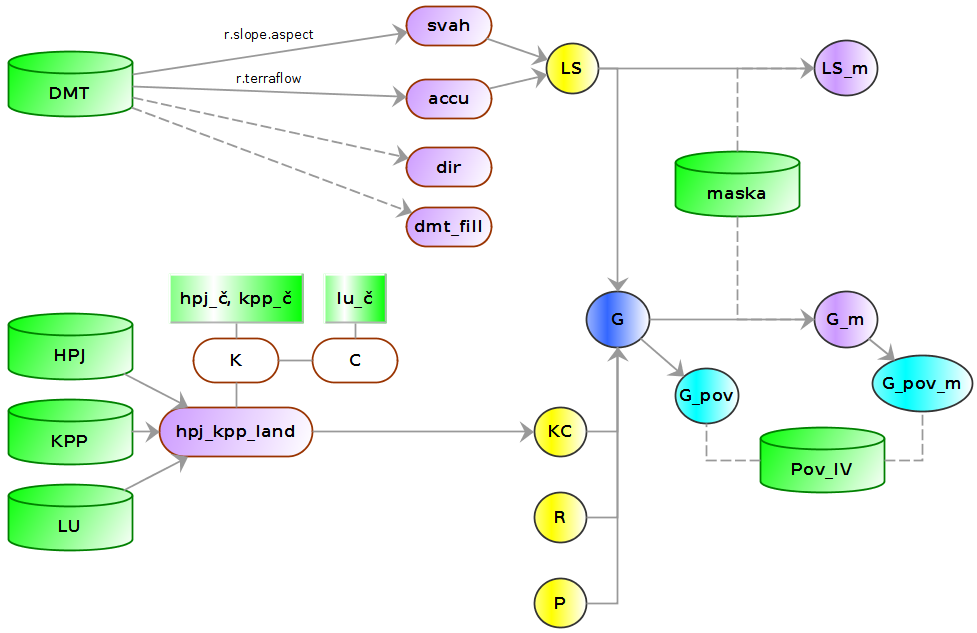 svah
r.slope.aspect
LS
LS_m
r.terraflow
DMT
accu
dir
maska
dmt_fill
hpj_č, kpp_č
lu_č
G
G_m
HPJ
K
C
G_pov
G_pov_m
KPP
hpj_kpp_land
KC
Pov_IV
LU
R
P